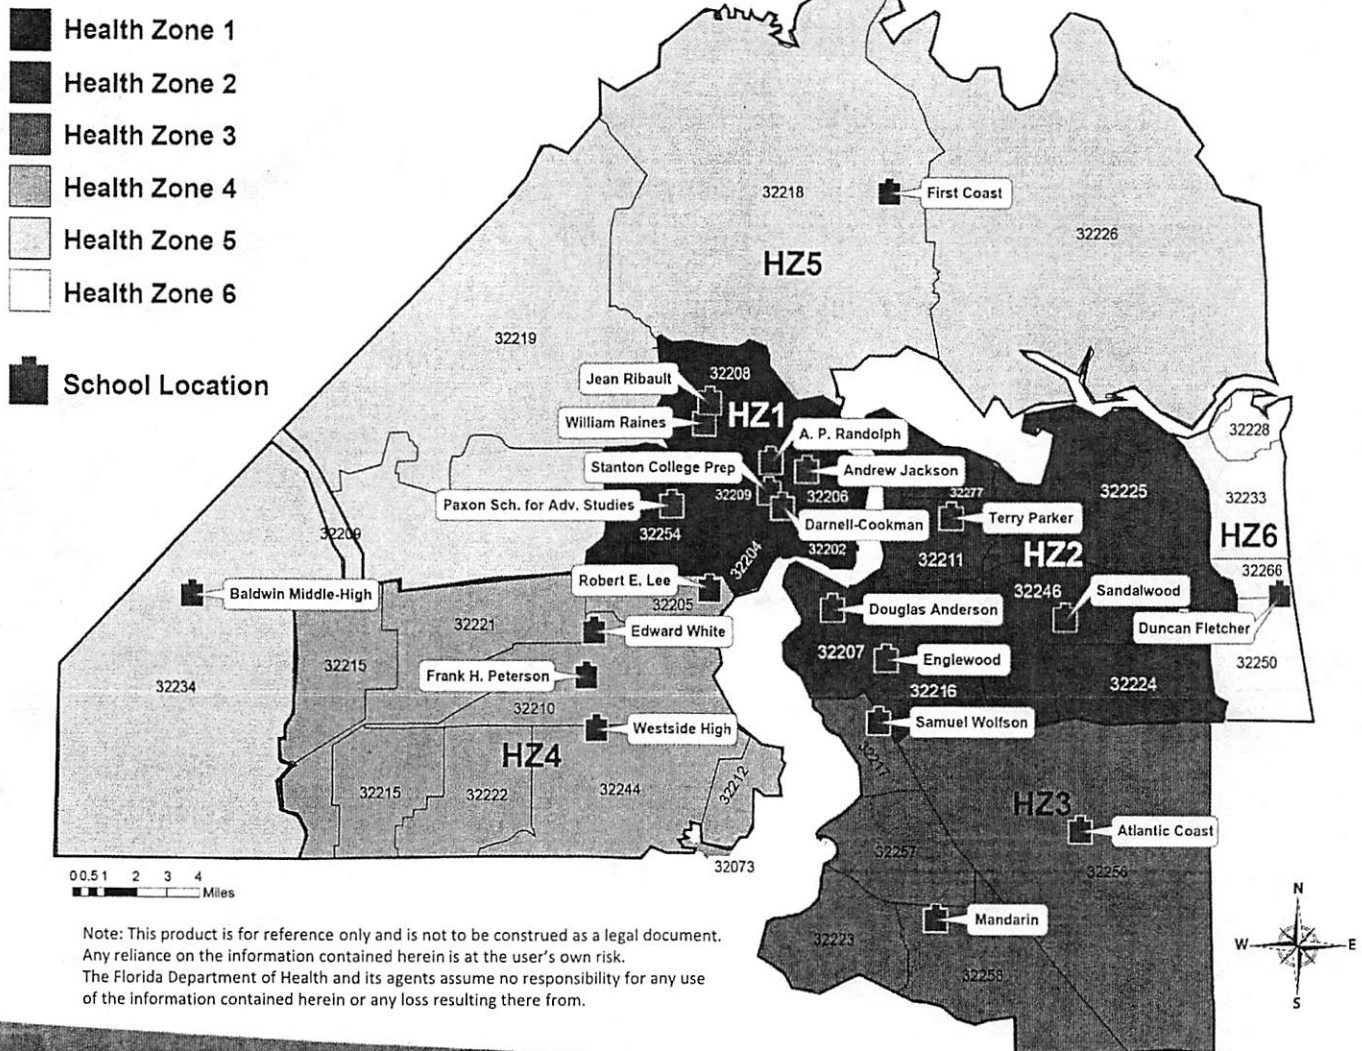 Health Zone 1
Health Zone 2
Health Zone 3
Health Zone 4
Health Zone 5
Health Zone 6
School Location
32218
First Coast
32226
HZ5
32219
Jean Ribault
32208
HZ1
William Raines
A. P. Randolph
32228
Stanton College Prep
Andrew Jackson
32209
32206
32277
32225
32233
Paxon Sch. for Adv. Studies
Darnell-Cookman
Terry Parker
HZ6
32209
32254
32204
32202
32211
HZ2
32266
Baldwin Middle-High
Robert E. Lee
32205
Douglas Anderson
32246
Sandalwood
Duncan Fletcher
32221
Edward White
32207
Englewood
32250
32215
Frank H. Peterson
32234
32216
32224
32210
Westside High
Samuel Wolfson
HZ4
32217
32215
32222
32244
32212
HZ3
Atlantic Coast
32257
32256
32073
0 0.5 1 2 3 4
Miles
Mandarin
32223
32258
N
W
E
S
Note: This product is for reference only and is not to be construed as a legal document.
Any reliance on the information contained herein is at the user's own risk.
The Florida Department of Health and its agents assume no responsibility for any use
of the information contained herein or any loss resulting there from.